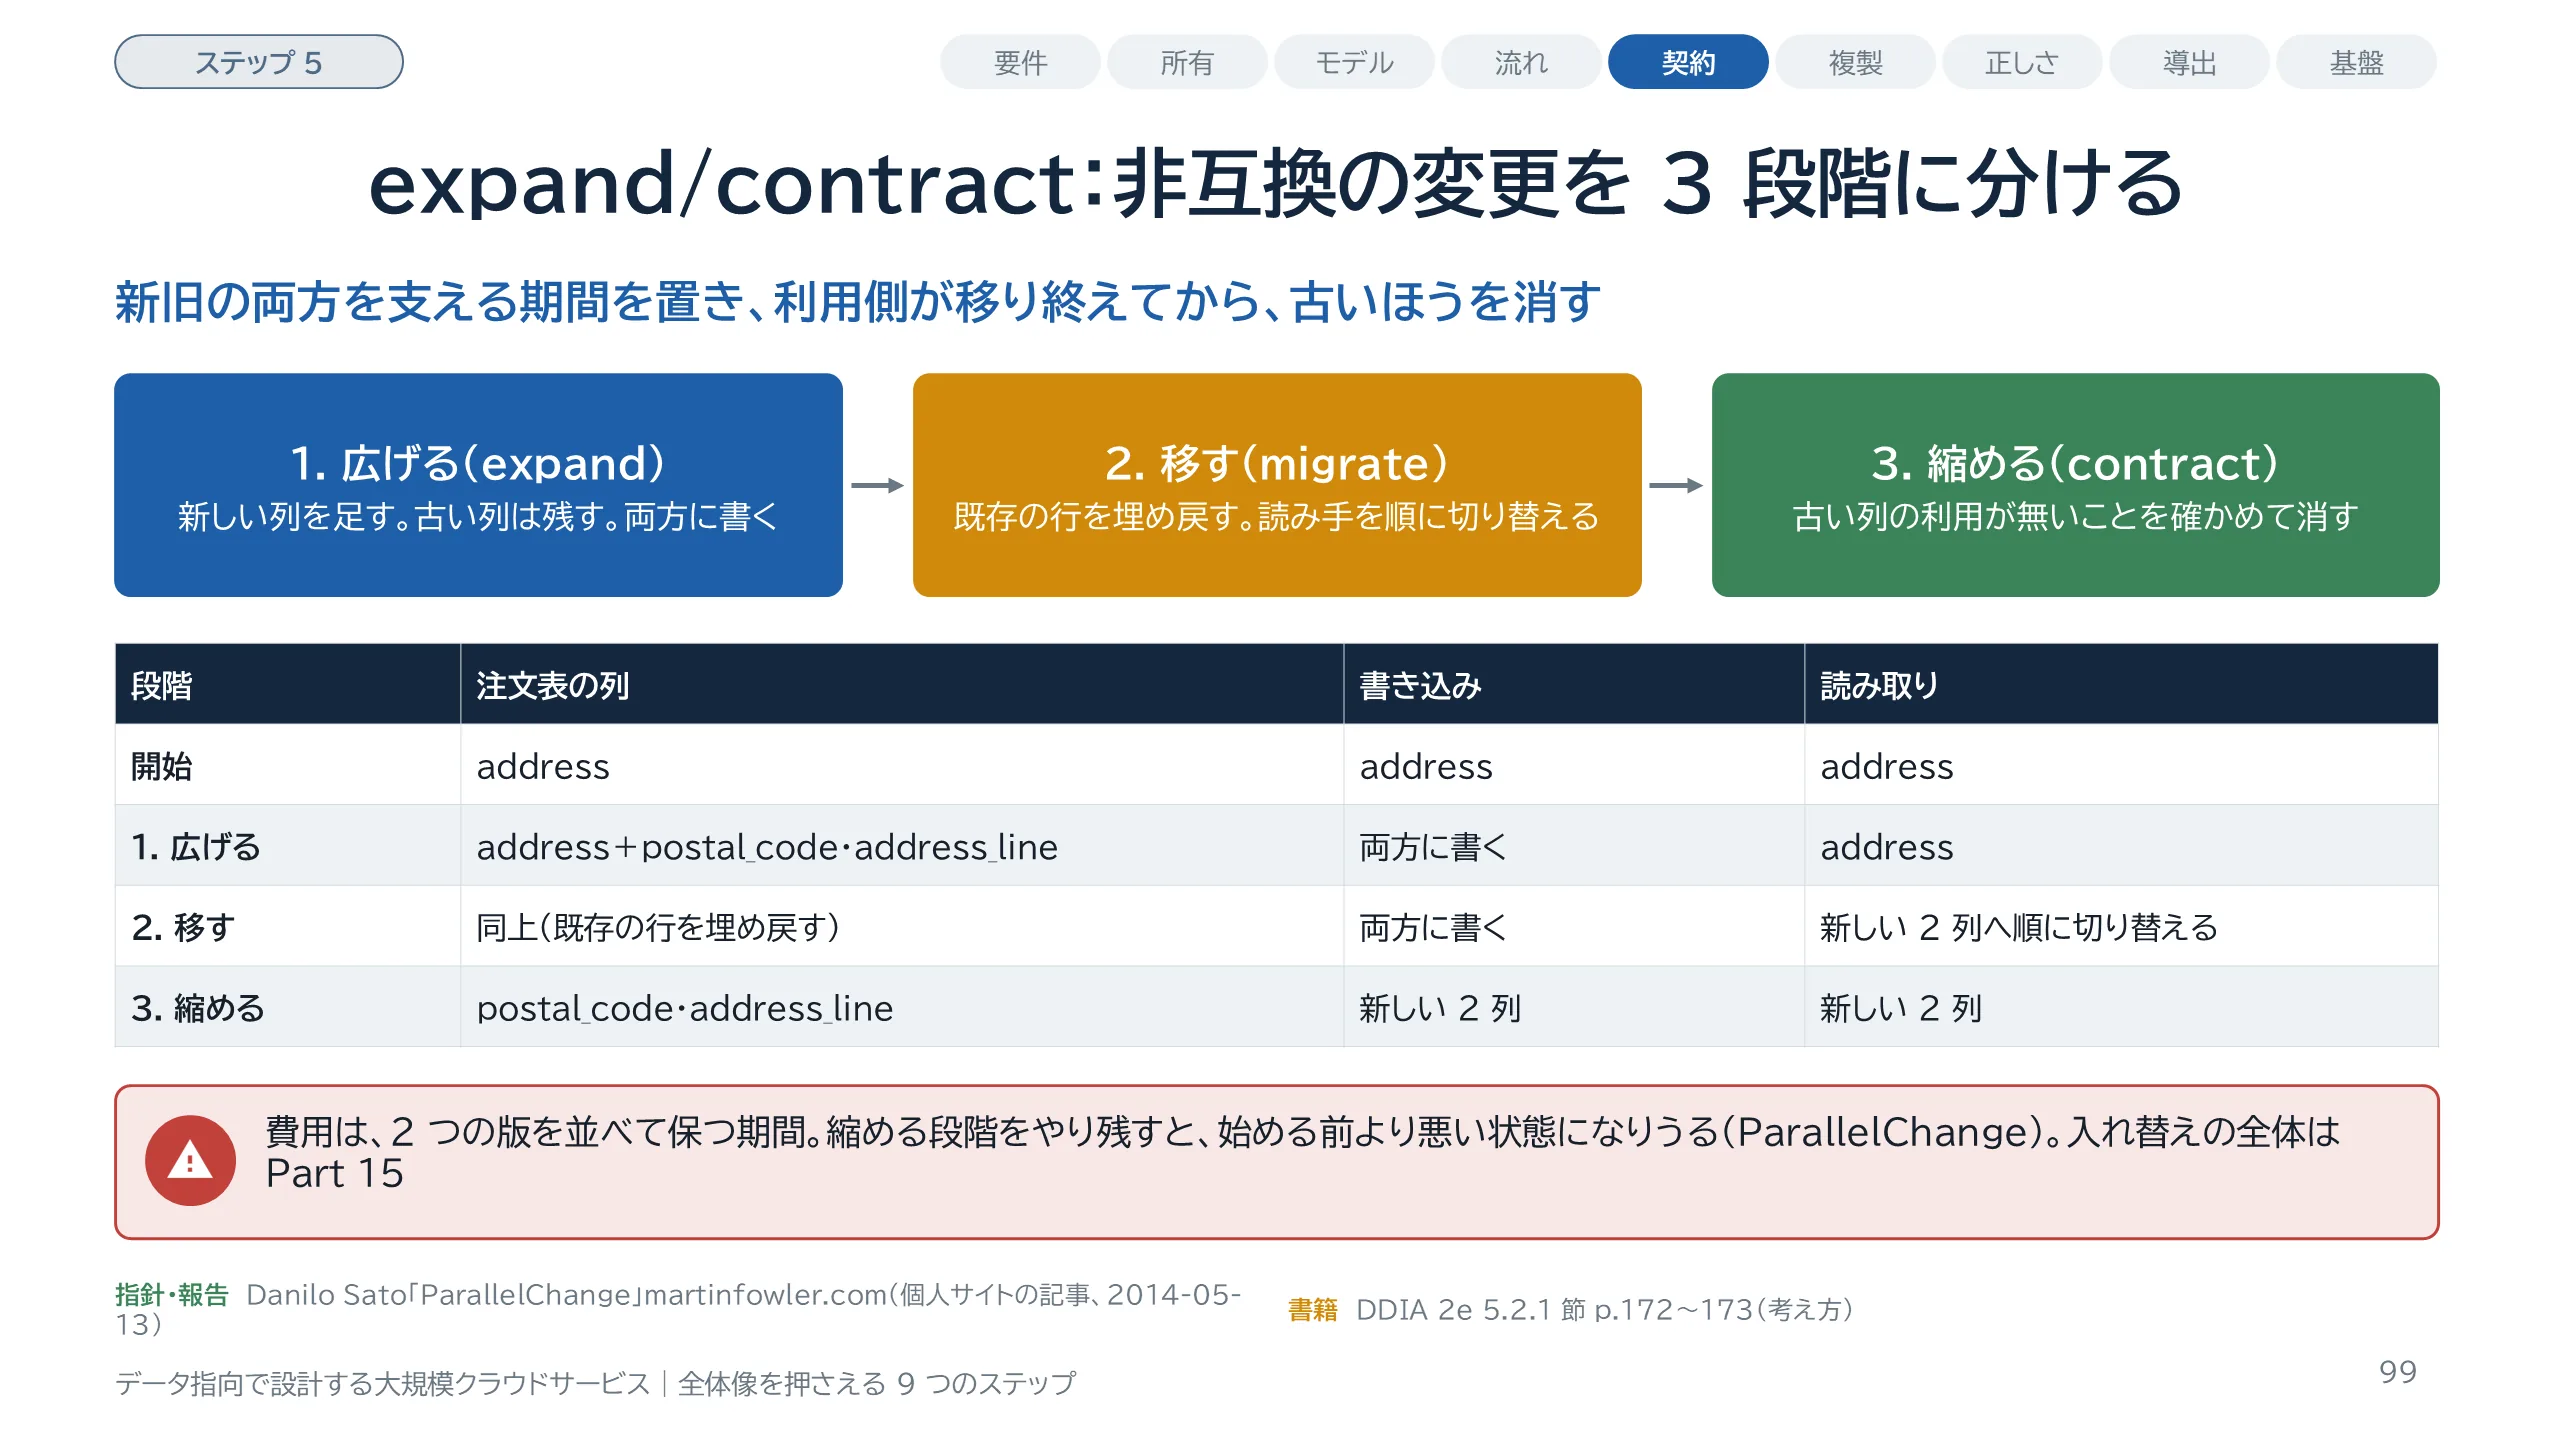 ステップ 5
要件 所有 モデル 流れ 契約 複製 正しさ 導出 基盤
expand/contract：非互換の変更を 3 段階に分ける
新旧の両方を支える期間を置き、利用側が移り終えてから、古いほうを消す
1. 広げる（expand）
新しい列を足す。古い列は残す。両方に書く
2. 移す（migrate）
既存の行を埋め戻す。読み手を順に切り替える
3. 縮める（contract）
古い列の利用が無いことを確かめて消す
段階 注文表の列 書き込み 読み取り
開始 address address address
1. 広げる address＋postal_code・address_line 両方に書く address
2. 移す 同上（既存の行を埋め戻す） 両方に書く 新しい 2 列へ順に切り替える
3. 縮める postal_code・address_line 新しい 2 列 新しい 2 列
費用は、2 つの版を並べて保つ期間。縮める段階をやり残すと、始める前より悪い状態になりうる（ParallelChange）。入れ替えの全体は
Part 15
指針・報告 Danilo Sato「ParallelChange」martinfowler.com（個人サイトの記事、2014-05-
13）
書籍 DDIA 2e 5.2.1 節 p.172〜173（考え方）
データ指向で設計する大規模クラウドサービス｜全体像を押さえる 9 つのステップ
99